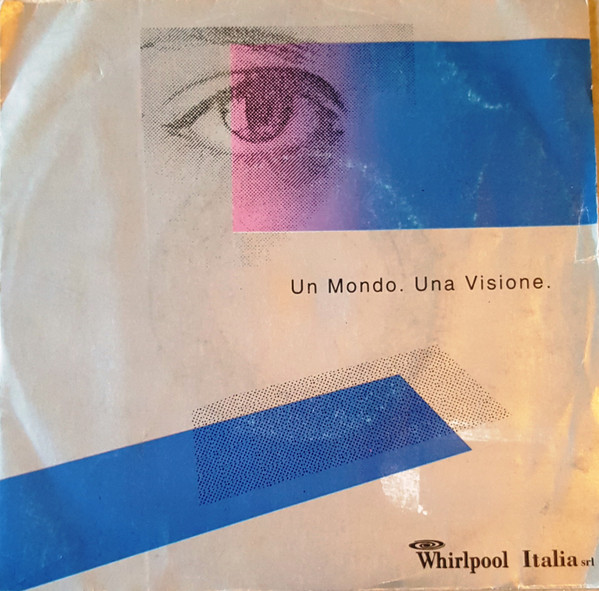 Un Mondo. Una Visione.
Whirlpool Italia srl